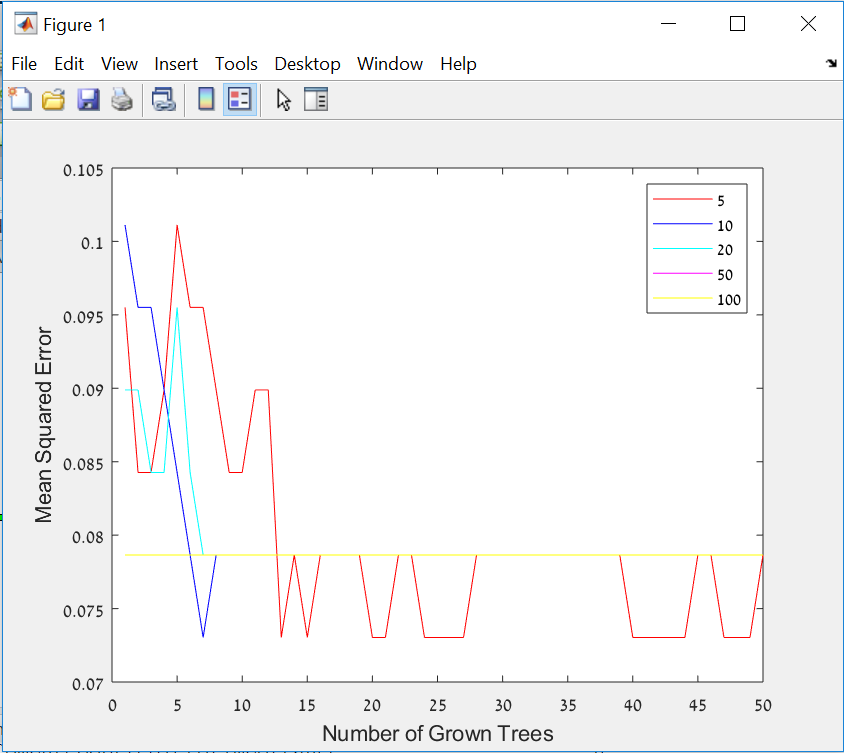 Figure 1
File Edit View Insert Tools Desktop Window Help
0.105
0.1
0.095
0.09
0.085
0.08
0.075
0.07
Mean Squared Error
5
10
20
50
100
0 5 10 15 20 25 30 35 40 45 50
Number of Grown Trees